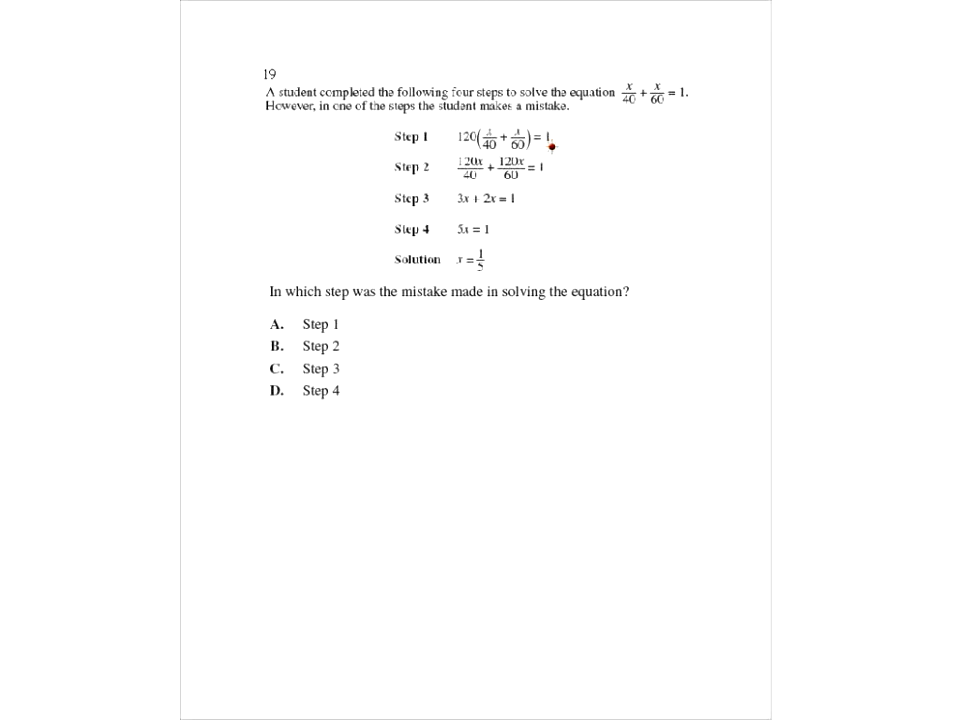 19
A student completed the following four steps to solve the equation x/40 + x/60 = 1.
However, in one of the steps the student makes a mistake.
Step 1 120(x/40 + x/60) = 1
Step 2 120x/40 + 120x/60 = 1
Step 3 3x + 2x = 1
Step 4 5x = 1
Solution x = 1/5
In which step was the mistake made in solving the equation?
A. Step 1
B. Step 2
C. Step 3
D. Step 4